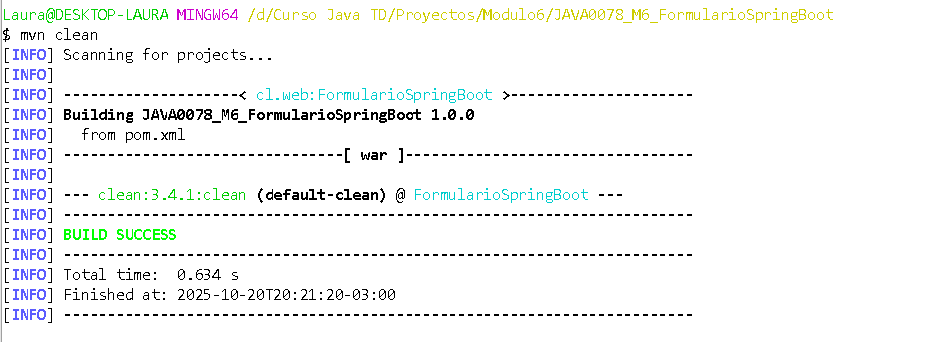 Laura@DESKTOP-LAURA MINGW64 /d/Curso Java TD/Proyectos/Modulo6/JAVA0078_M6_FormularioSpringBoot
$ mvn clean
[INFO] Scanning for projects...
[INFO]
[INFO] --------------------< cl.web:FormularioSpringBoot >---------------------
[INFO] Building JAVA0078_M6_FormularioSpringBoot 1.0.0
[INFO]   from pom.xml
[INFO] --------------------------------[ war ]---------------------------------
[INFO]
[INFO] --- clean:3.4.1:clean (default-clean) @ FormularioSpringBoot ---
[INFO] ------------------------------------------------------------------------
[INFO] BUILD SUCCESS
[INFO] ------------------------------------------------------------------------
[INFO] Total time:  0.634 s
[INFO] Finished at: 2025-10-20T20:21:20-03:00
[INFO] ------------------------------------------------------------------------